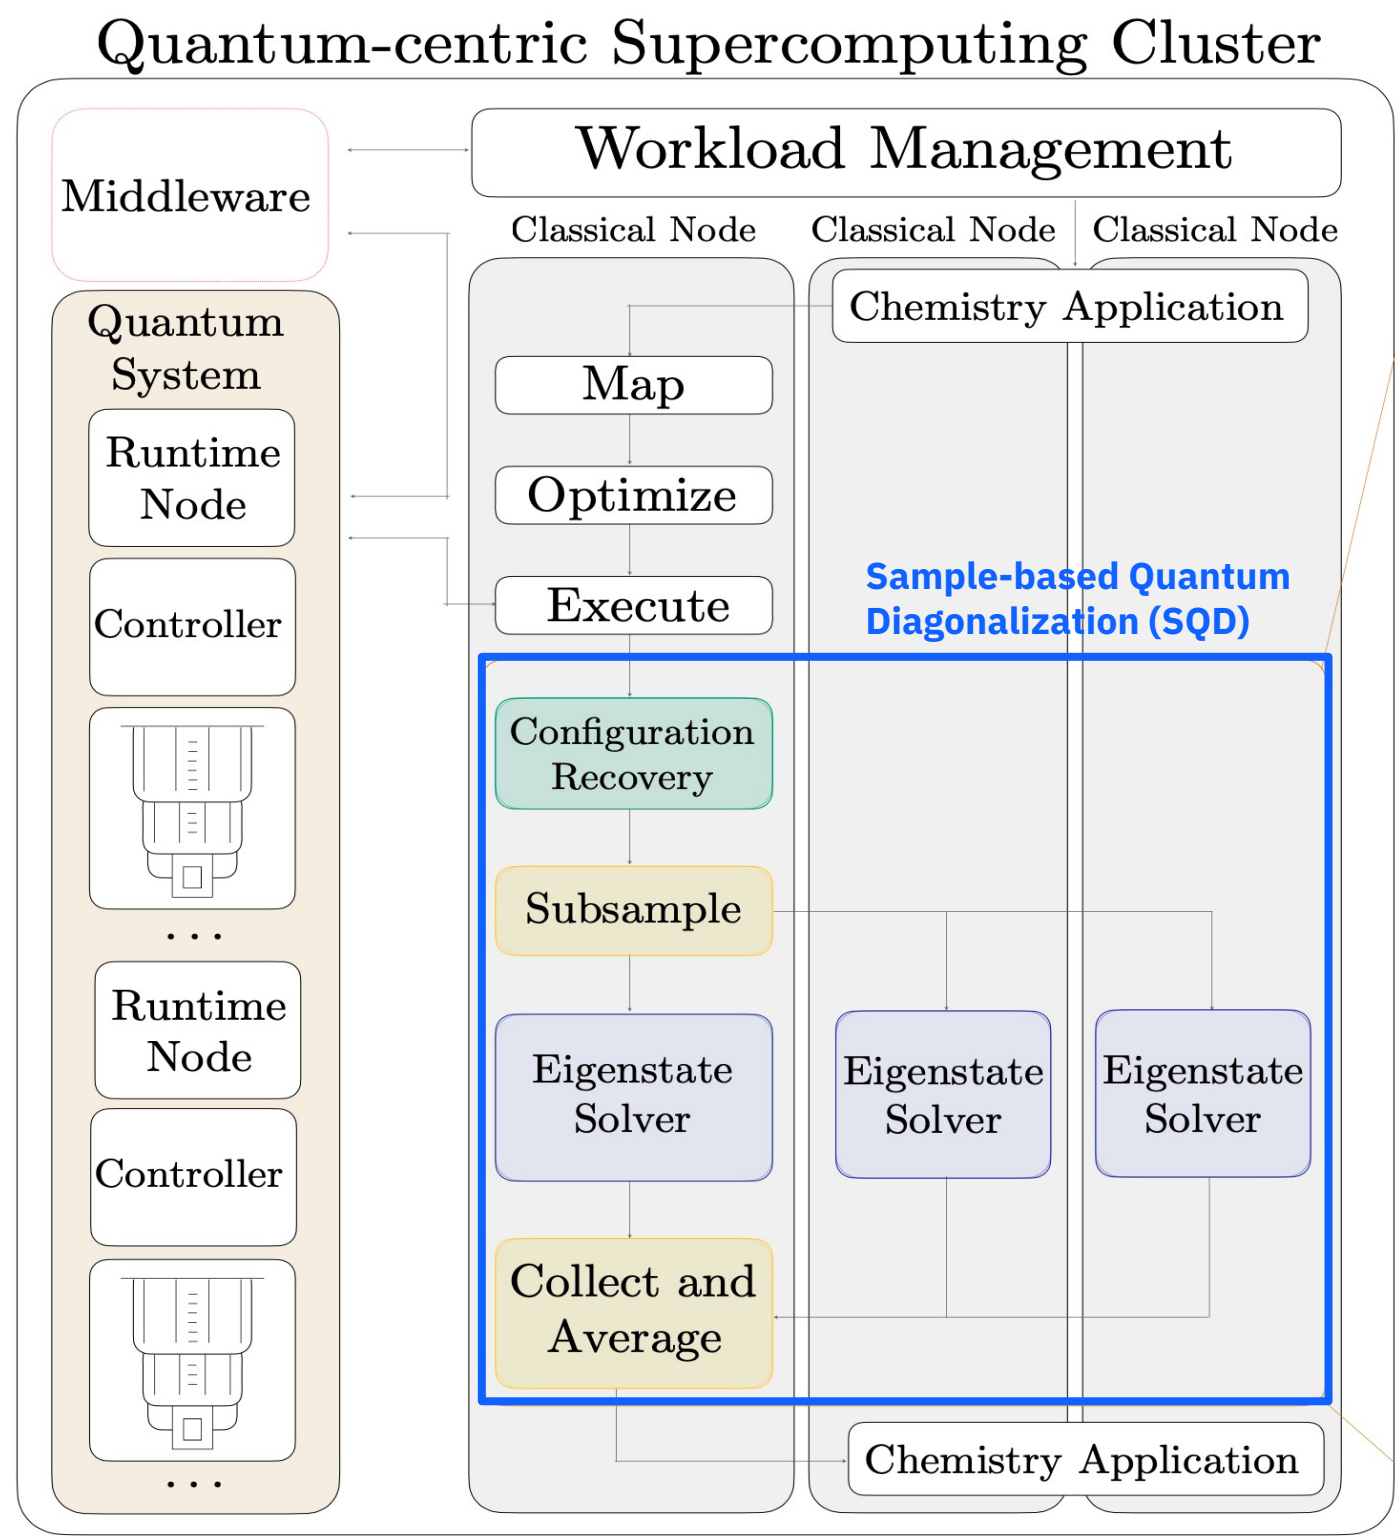 Quantum-centric Supercomputing Cluster
Middleware
Workload Management
Classical Node
Classical Node
Classical Node
Quantum
System
Runtime
Node
Controller
...
Runtime
Node
Controller
...
Chemistry Application
Map
Optimize
Execute
Sample-based Quantum
Diagonalization (SQD)
Configuration
Recovery
Subsample
Eigenstate
Solver
Eigenstate
Solver
Eigenstate
Solver
Collect and
Average
Chemistry Application